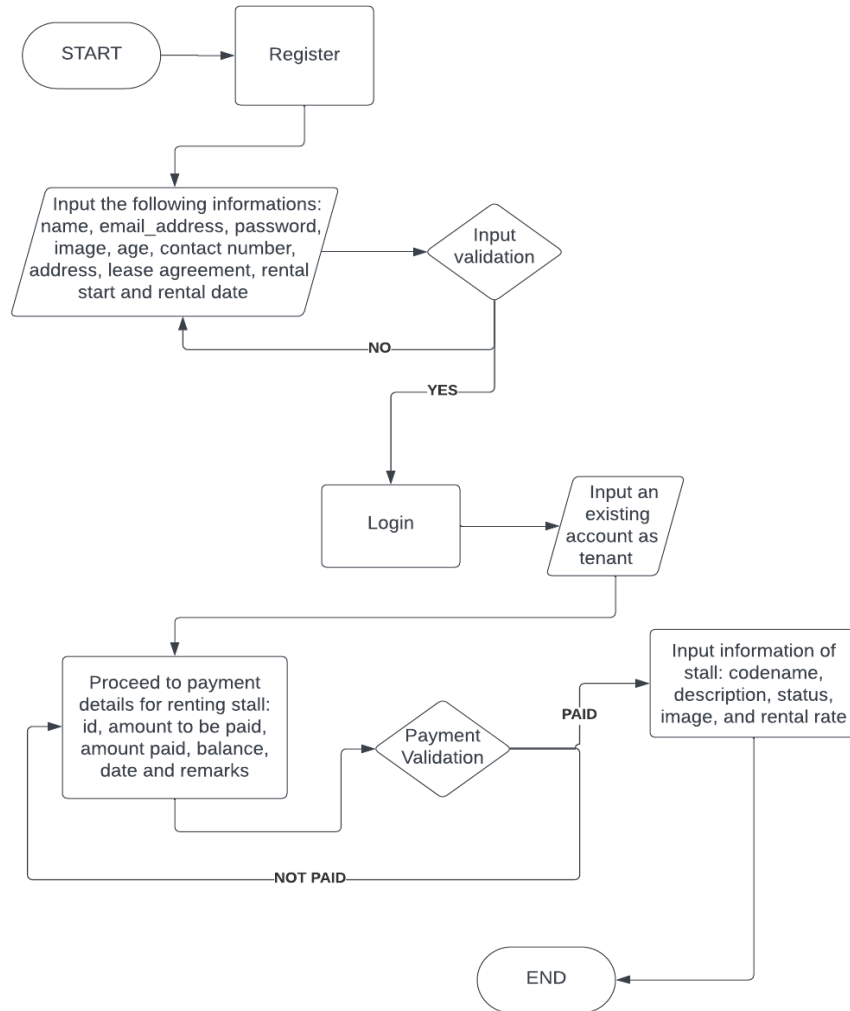 START
Register
Input the following informations:
name, email_address, password,
image, age, contact number,
address, lease agreement, rental
start and rental date
Input
validation
NO
YES
Login
Input an
existing
account as
tenant
Proceed to payment
details for renting stall:
id, amount to be paid,
amount paid, balance,
date and remarks
Payment
Validation
PAID
Input information of
stall: codename,
description, status,
image, and rental rate
NOT PAID
END